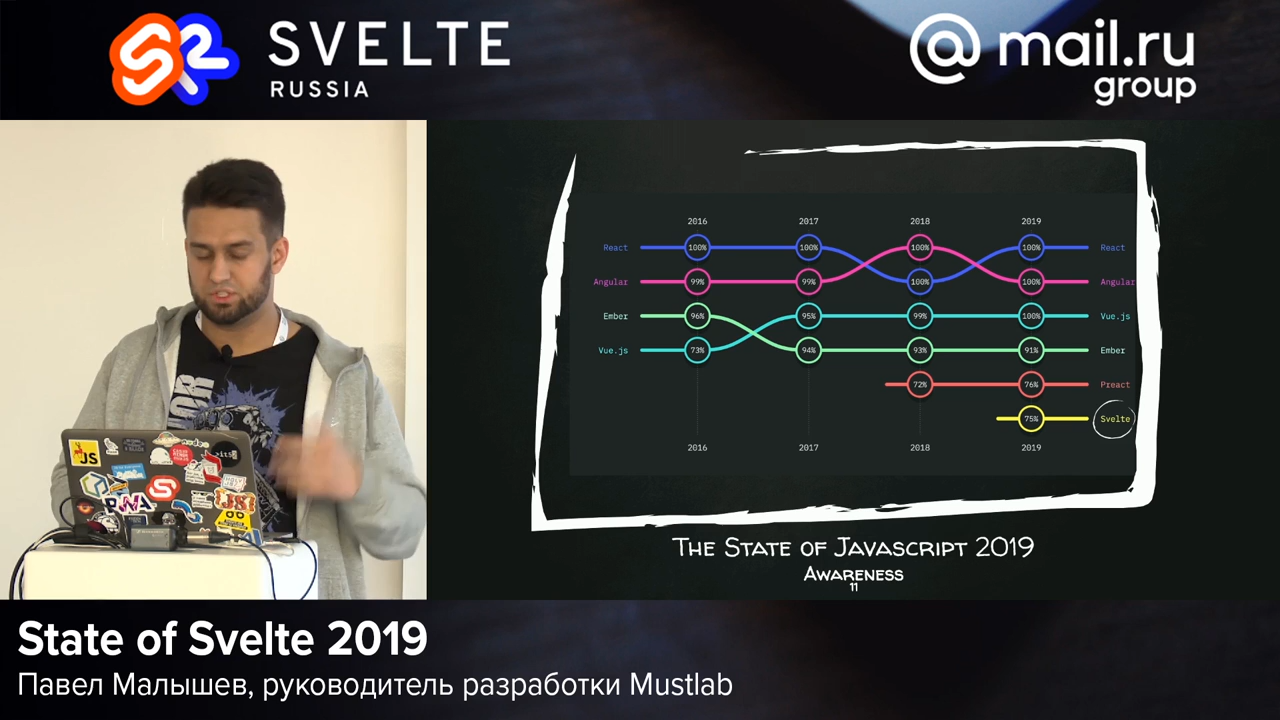 SVELTE
RUSSIA
@mail.ru
group
2016 2017 2018 2019
React 100% 100% 100% 100% React
Angular 99% 99% 100% 100% Angular
Ember 96% 95% 99% 100% Vue.js
Vue.js 73% 94% 93% 91% Ember
72% 76% Preact
75% Svelte
2016 2017 2018 2019
The State of Javascript 2019
Awareness
11
JS
PWA
JS
State of Svelte 2019
Павел Малышев, руководитель разработки Mustlab